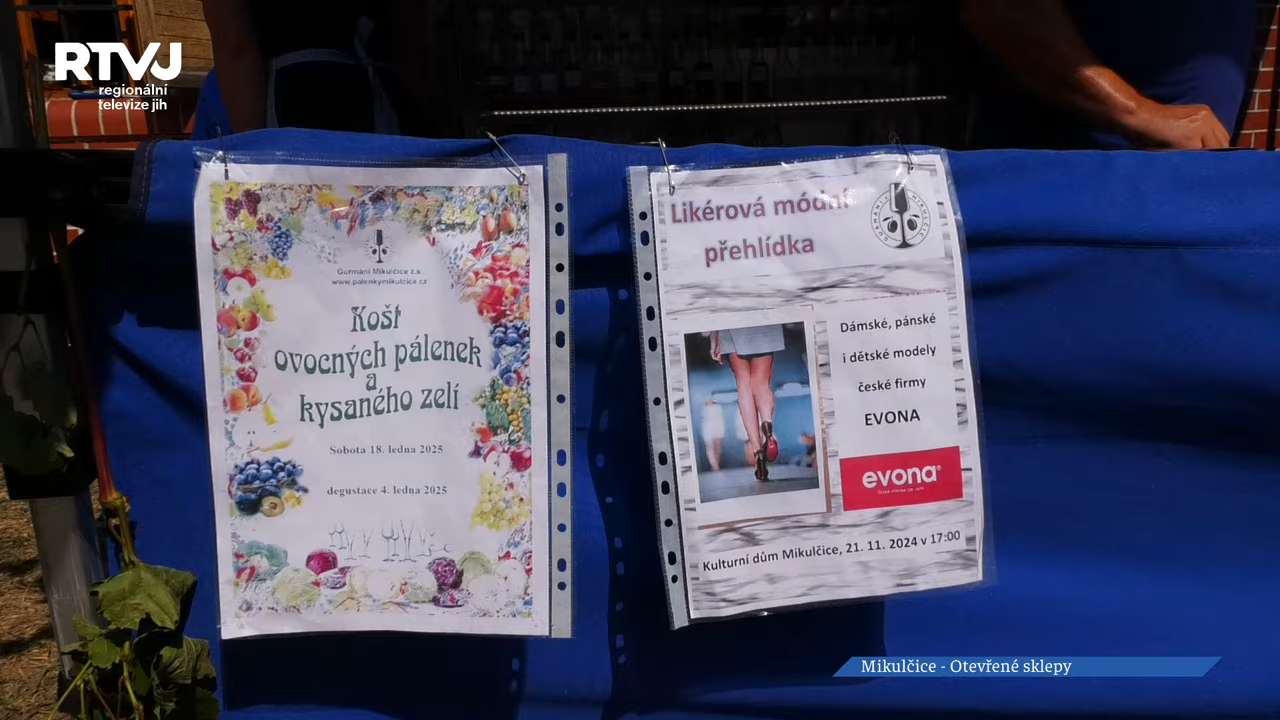 RTVJ
regionální
televize jih
Gurmáni Mikulčice z.s.
www.palenkymikulcice.cz
Košt
ovocných pálenek
a
kysaného zelí
Sobota 18. ledna 2025
degustace 4. ledna 2025
Likérová módní
přehlídka
Dámské, pánské
i dětské modely
české firmy
EVONA
evona
Kulturní dům Mikulčice, 21. 11. 2024 v 17:00
Mikulčice - Otevřené sklepy